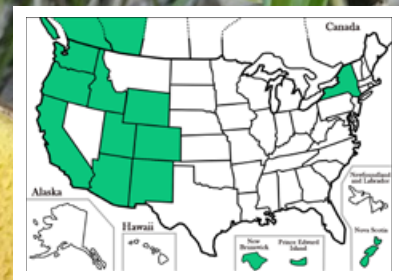 Canada
Newfoundland
and Labrador
Alaska
Hawaii
Nova Scotia
New
Brunswick
Prince Edward
Island